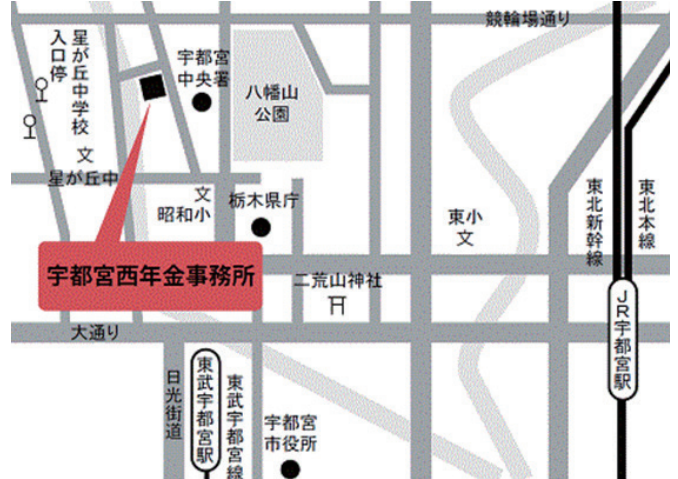 競輪場通り
星が丘中学校
入口停
宇都宮
中央署
八幡山
公園
文
星が丘中
文
昭和小
栃木県庁
東小
文
東北新幹線
東北本線
宇都宮西年金事務所
二荒山神社
大通り
JR宇都宮駅
日光街道
東武宇都宮駅
東武宇都宮線
宇都宮
市役所